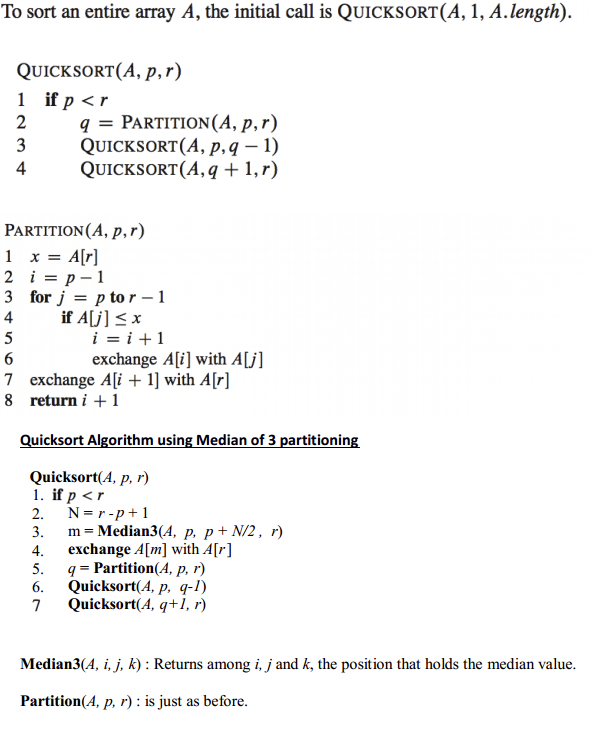 To sort an entire array A, the initial call is QUICKSORT(A, 1, A.length).
QUICKSORT(A, p, r)
1 if p < r
2 q = PARTITION(A, p, r)
3 QUICKSORT(A, p, q − 1)
4 QUICKSORT(A, q + 1, r)
PARTITION(A, p, r)
1 x = A[r]
2 i = p − 1
3 for j = p to r − 1
4 if A[j] ≤ x
5 i = i + 1
6 exchange A[i] with A[j]
7 exchange A[i + 1] with A[r]
8 return i + 1
Quicksort Algorithm using Median of 3 partitioning
Quicksort(A, p, r)
1. if p < r
2. N = r - p + 1
3. m = Median3(A, p, p + N/2 , r)
4. exchange A[m] with A[r]
5. q = Partition(A, p, r)
6. Quicksort(A, p, q-1)
7 Quicksort(A, q+1, r)
Median3(A, i, j, k) : Returns among i, j and k, the position that holds the median value.
Partition(A, p, r) : is just as before.